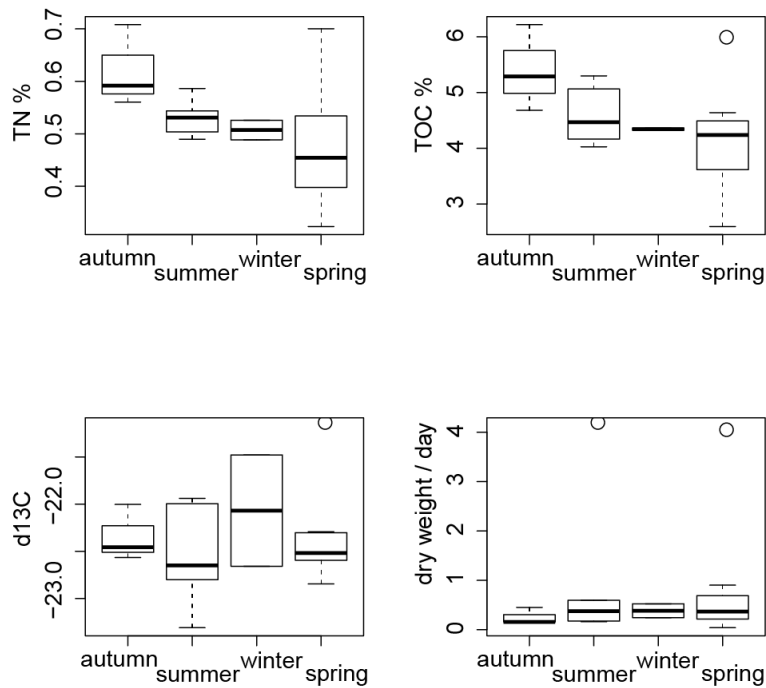 TN %
0.7
0.6
0.5
0.4
autumn
summer
winter
spring
TOC %
6
5
4
3
autumn
summer
winter
spring
d13C
−22.0
−23.0
autumn
summer
winter
spring
dry weight / day
4
3
2
1
0
autumn
summer
winter
spring